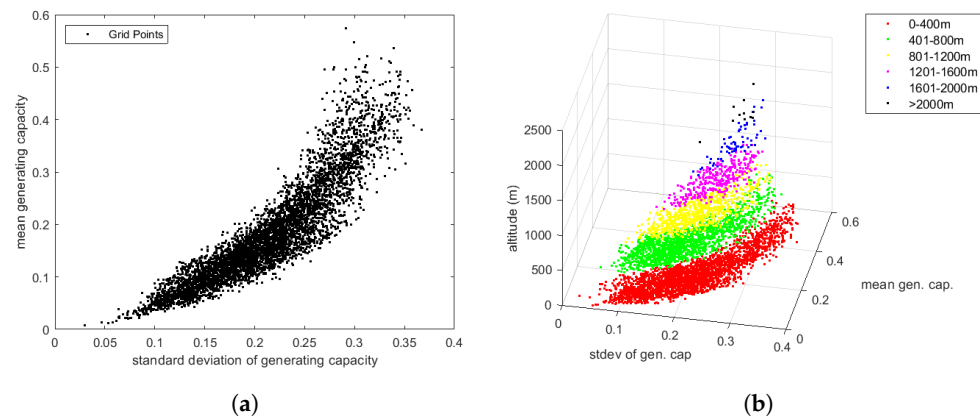 0.6
0.5
0.4
0.3
0.2
0.1
0
mean generating capacity
Grid Points
0 0.05 0.1 0.15 0.2 0.25 0.3 0.35 0.4
standard deviation of generating capacity
(a)
0-400m
401-800m
801-1200m
1201-1600m
1601-2000m
>2000m
2500
2000
1500
1000
500
0
altitude (m)
0.6
0.4
0.2
0
mean gen. cap.
0 0.1 0.2 0.3 0.4
stdev of gen. cap
(b)